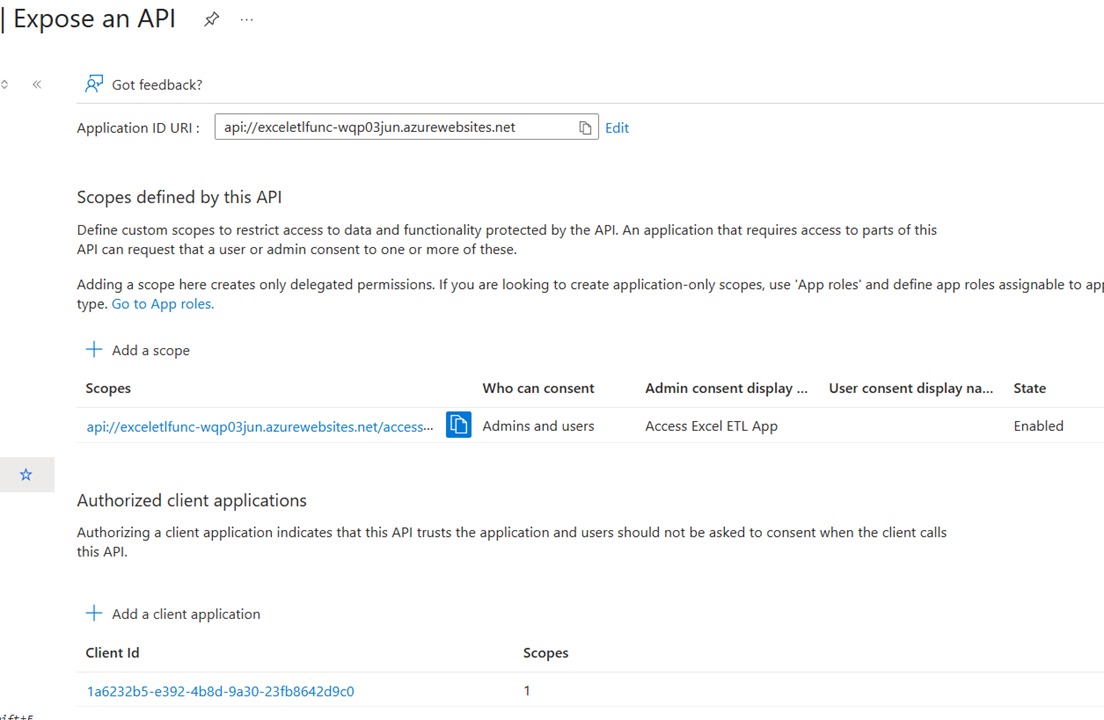 | Expose an API
Got feedback?
Application ID URI : api://exceletlfunc-wqp03jun.azurewebsites.net Edit
Scopes defined by this API
Define custom scopes to restrict access to data and functionality protected by the API. An application that requires access to parts of this
API can request that a user or admin consent to one or more of these.
Adding a scope here creates only delegated permissions. If you are looking to create application-only scopes, use 'App roles' and define app roles assignable to app
type. Go to App roles.
Add a scope
Scopes Who can consent Admin consent display ... User consent display na... State
api://exceletlfunc-wqp03jun.azurewebsites.net/access... Admins and users Access Excel ETL App Enabled
Authorized client applications
Authorizing a client application indicates that this API trusts the application and users should not be asked to consent when the client calls
this API.
Add a client application
Client Id Scopes
1a6232b5-e392-4b8d-9a30-23fb8642d9c0 1